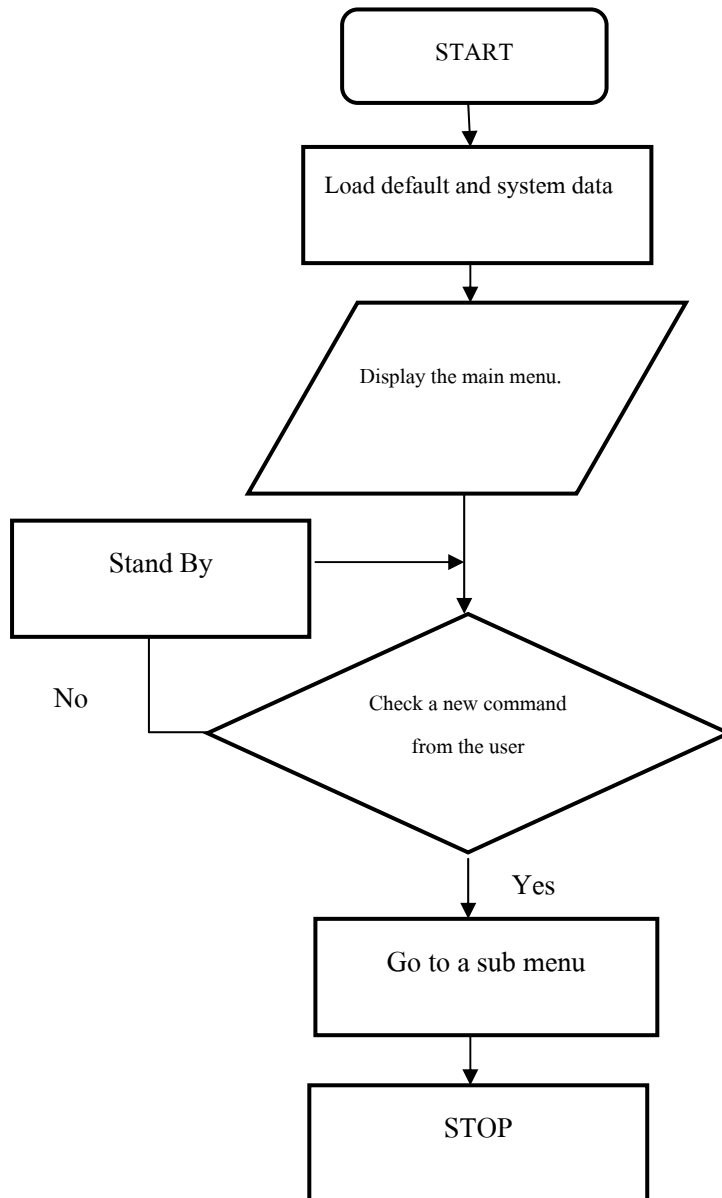 START
Load default and system data
Display the main menu.
Stand By
No
Check a new command
from the user
Yes
Go to a sub menu
STOP